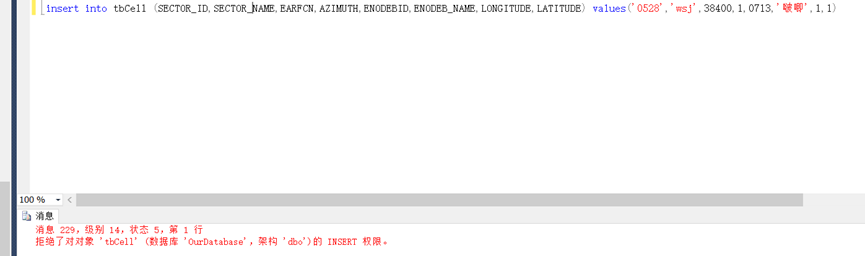 insert into tbCell (SECTOR_ID,SECTOR_NAME,EARFCN,AZIMUTH,ENODEBID,ENODEB_NAME,LONGITUDE,LATITUDE) values('0528','wsj',38400,1,0713,'啵唧',1,1)
100 %
消息
消息 229，级别 14，状态 5，第 1 行
拒绝了对对象 'tbCell' (数据库 'OurDatabase'，架构 'dbo')的 INSERT 权限。